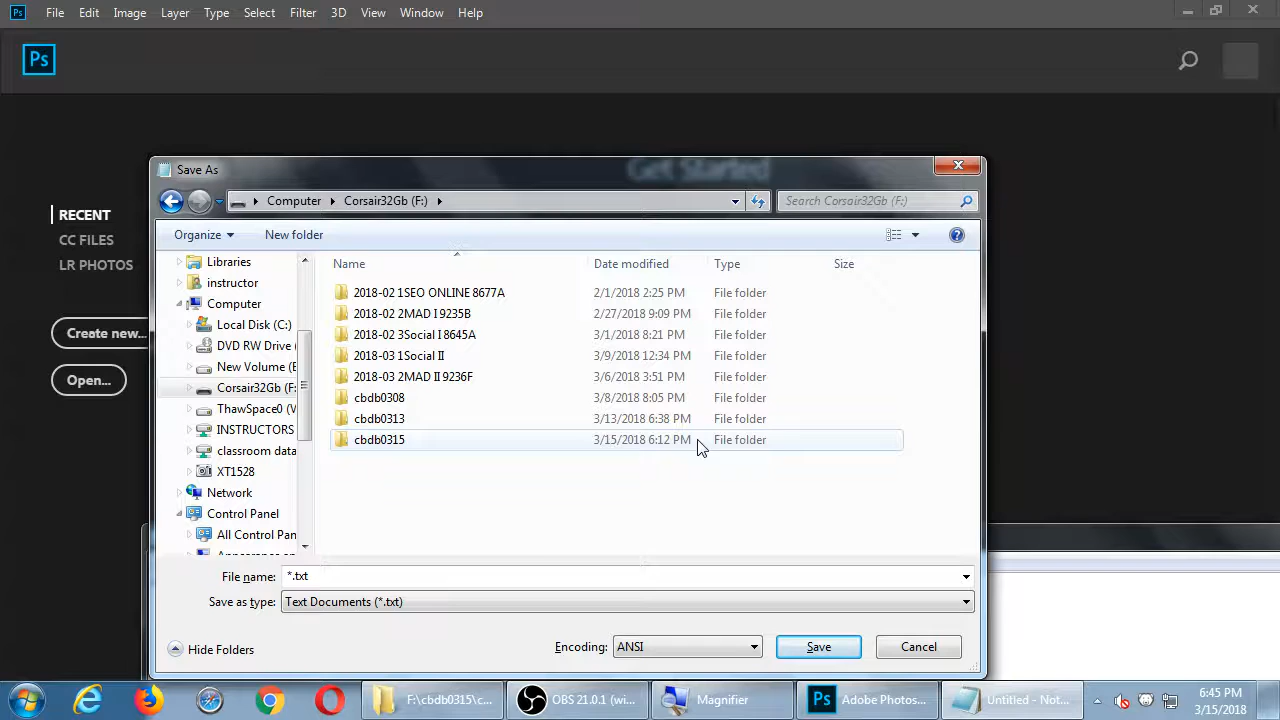 Ps File Edit Image Layer Type Select Filter 3D View Window Help
Ps
Get Started
RECENT
CC FILES
LR PHOTOS
Create new...
Open...
Save As
Computer Corsair32Gb (F:) Search Corsair32Gb (F:)
Organize New folder
Name Date modified Type Size
Libraries
instructor
Computer
Local Disk (C:)
DVD RW Drive (
New Volume (E
Corsair32Gb (F:
ThawSpace0 (V
INSTRUCTORS
classroom data
XT1528
Network
Control Panel
All Control Pan
2018-02 1SEO ONLINE 8677A 2/1/2018 2:25 PM File folder
2018-02 2MAD I 9235B 2/27/2018 9:09 PM File folder
2018-02 3Social I 8645A 3/1/2018 8:21 PM File folder
2018-03 1Social II 3/9/2018 12:34 PM File folder
2018-03 2MAD II 9236F 3/6/2018 3:51 PM File folder
cbdb0308 3/8/2018 8:05 PM File folder
cbdb0313 3/13/2018 6:38 PM File folder
cbdb0315 3/15/2018 6:12 PM File folder
File name: *.txt
Save as type: Text Documents (*.txt)
Hide Folders Encoding: ANSI Save Cancel
F:\cbdb0315\c... OBS 21.0.1 (wi... Magnifier Ps Adobe Photos... Untitled - Not... 6:45 PM
3/15/2018